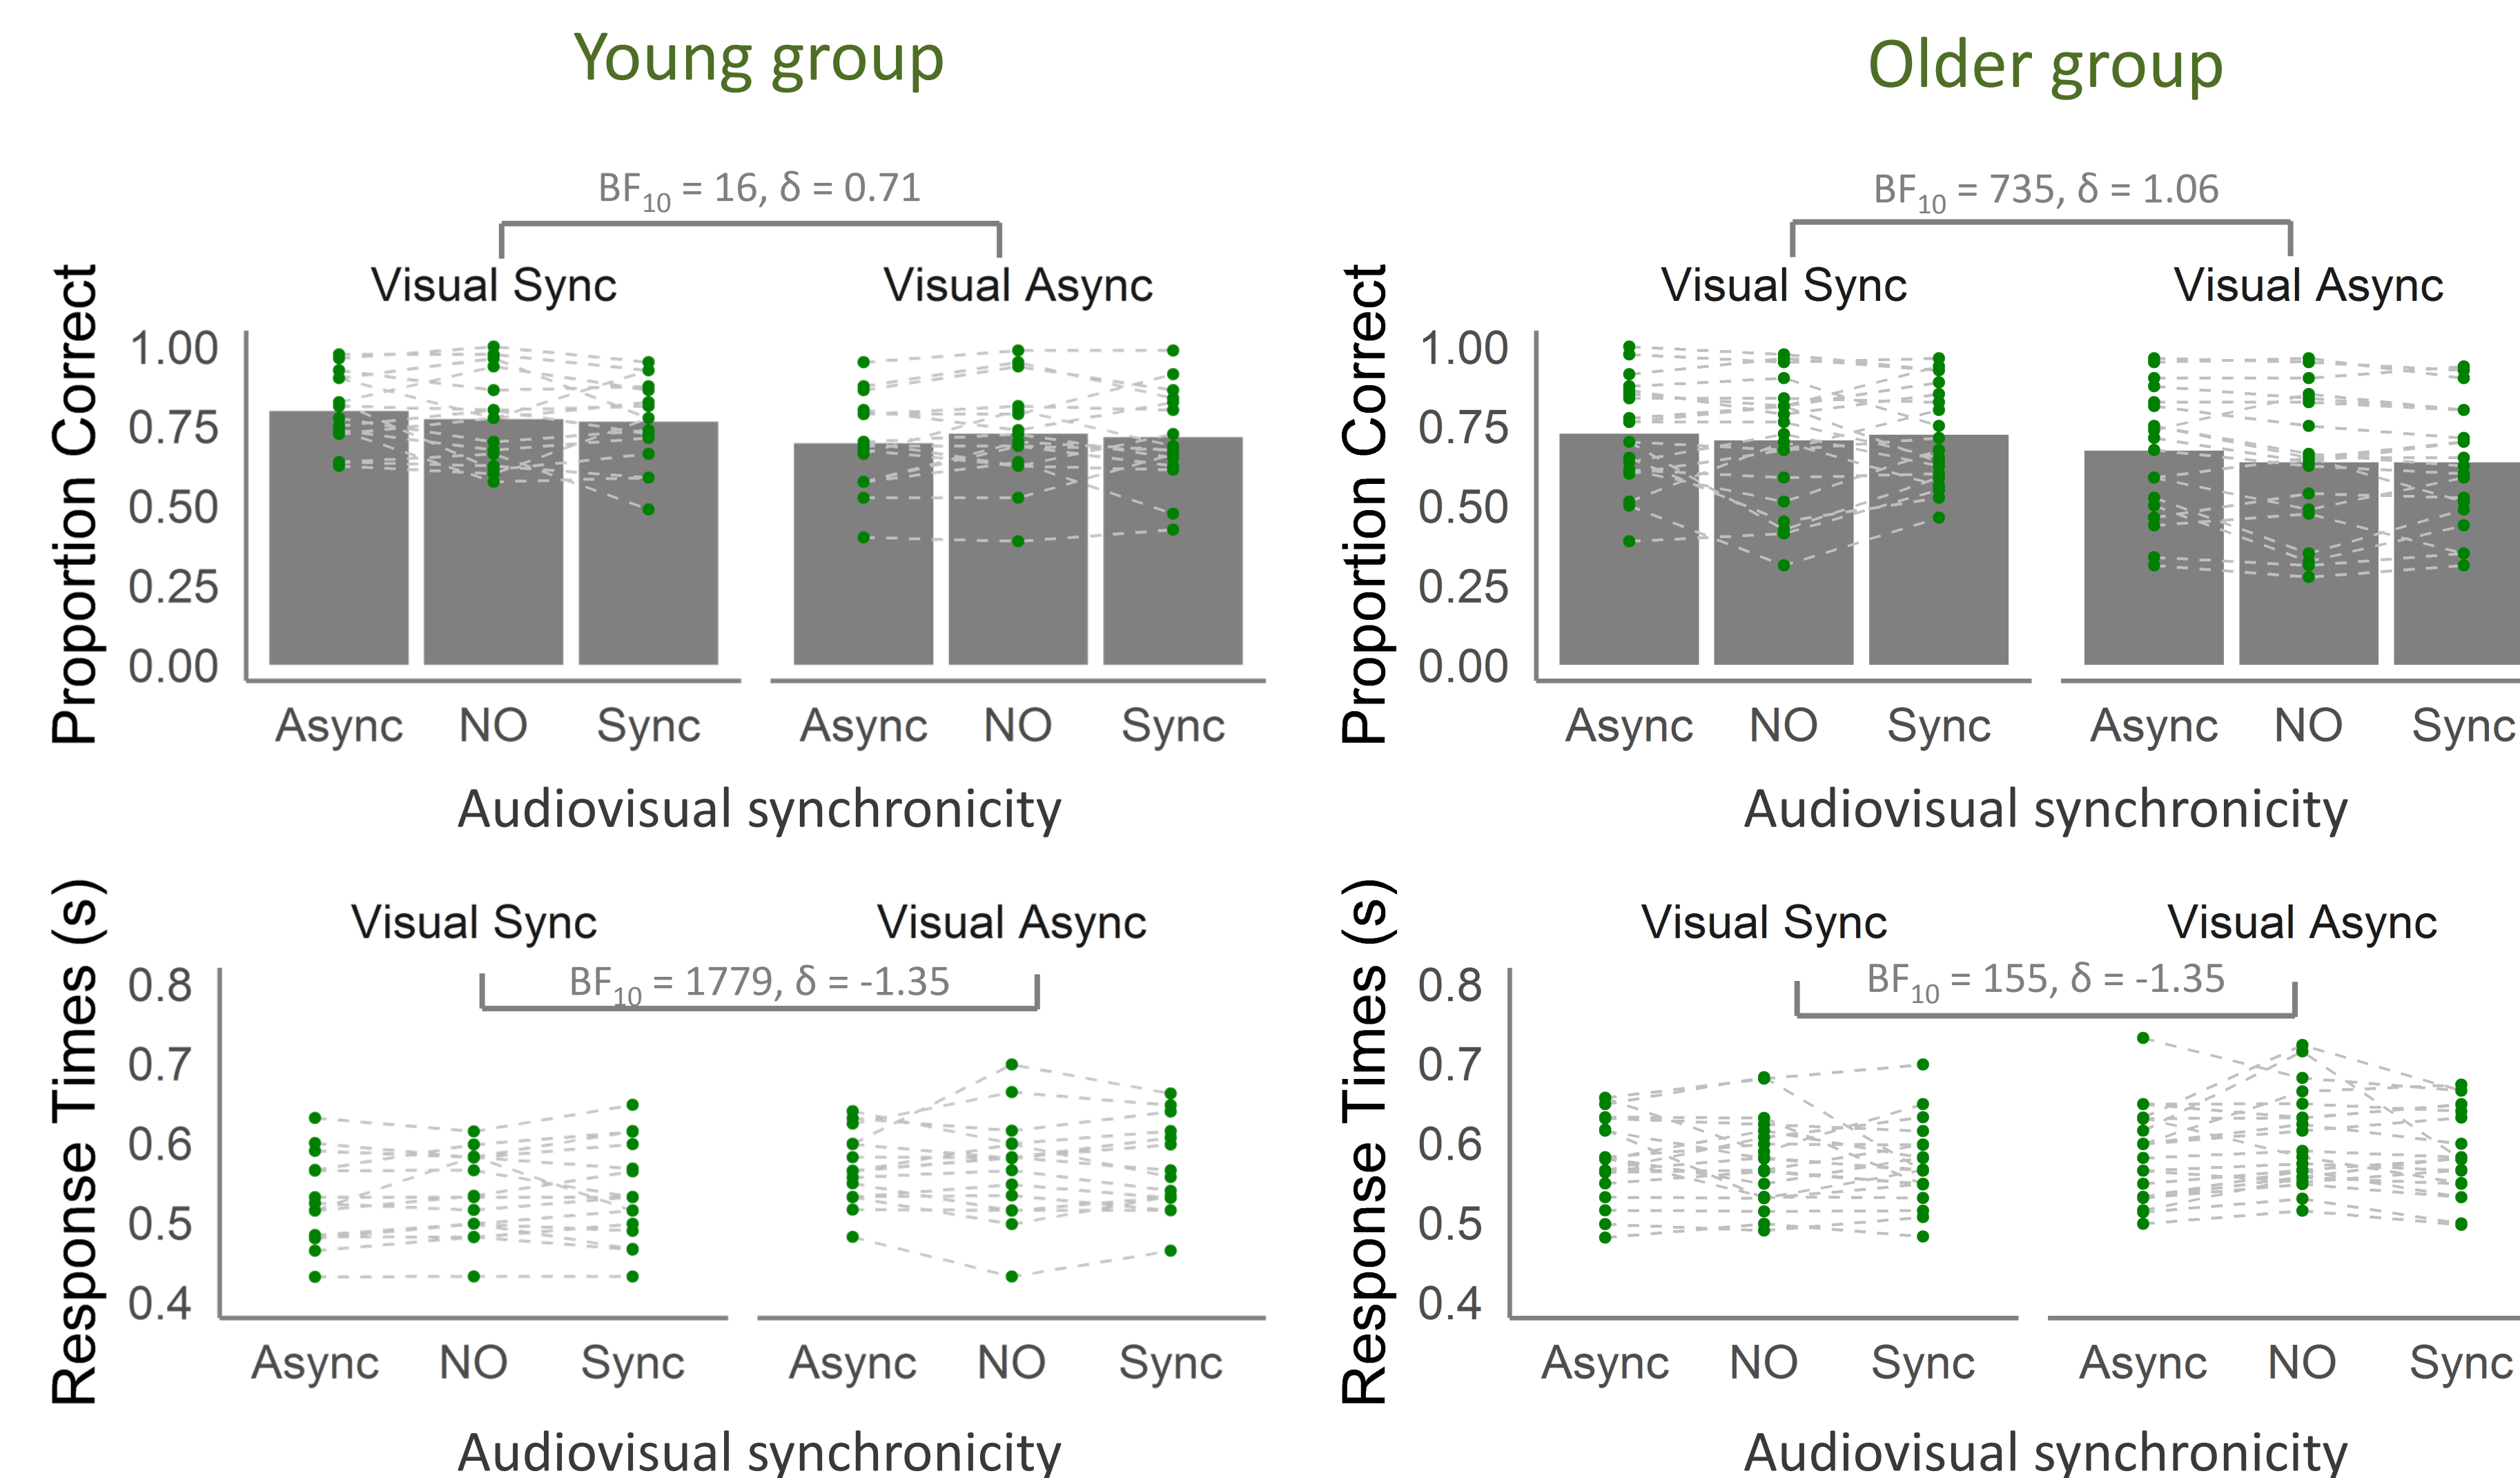 Young group
Older group
BF10 = 16, δ = 0.71
BF10 = 735, δ = 1.06
Visual Sync
Visual Async
Visual Sync
Visual Async
Proportion Correct
1.00
0.75
0.50
0.25
0.00
Async NO Sync
Async NO Sync
Audiovisual synchronicity
Proportion Correct
1.00
0.75
0.50
0.25
0.00
Async NO Sync
Async NO Sync
Audiovisual synchronicity
Response Times (s)
Visual Sync
Visual Async
BF10 = 1779, δ = -1.35
0.8
0.7
0.6
0.5
0.4
Async NO Sync
Async NO Sync
Audiovisual synchronicity
Response Times (s)
Visual Sync
Visual Async
BF10 = 155, δ = -1.35
0.8
0.7
0.6
0.5
0.4
Async NO Sync
Async NO Sync
Audiovisual synchronicity